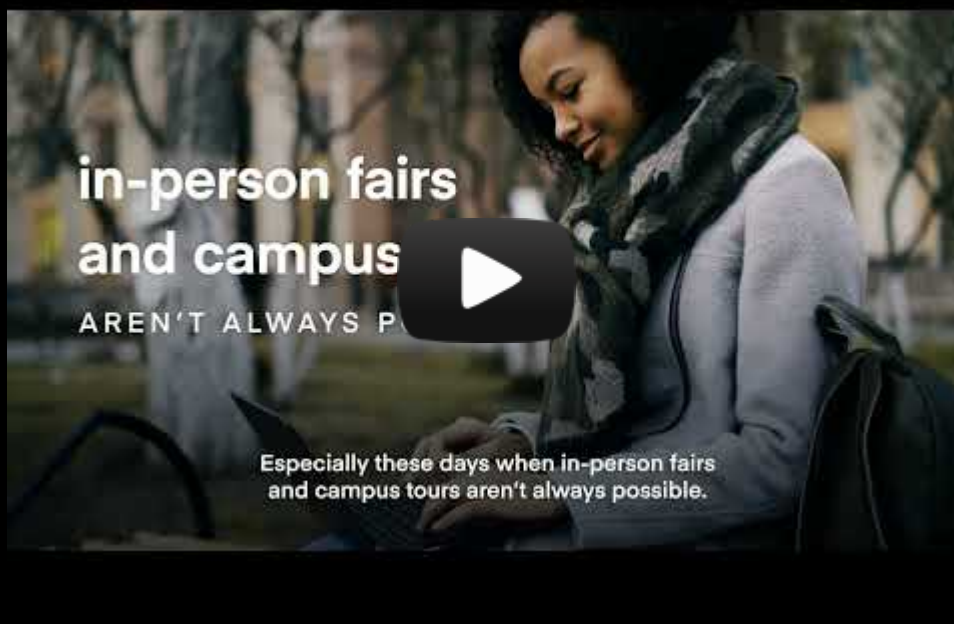 in-person fairs
and campus
AREN'T ALWAYS
Especially these days when in-person fairs
and campus tours aren't always possible.